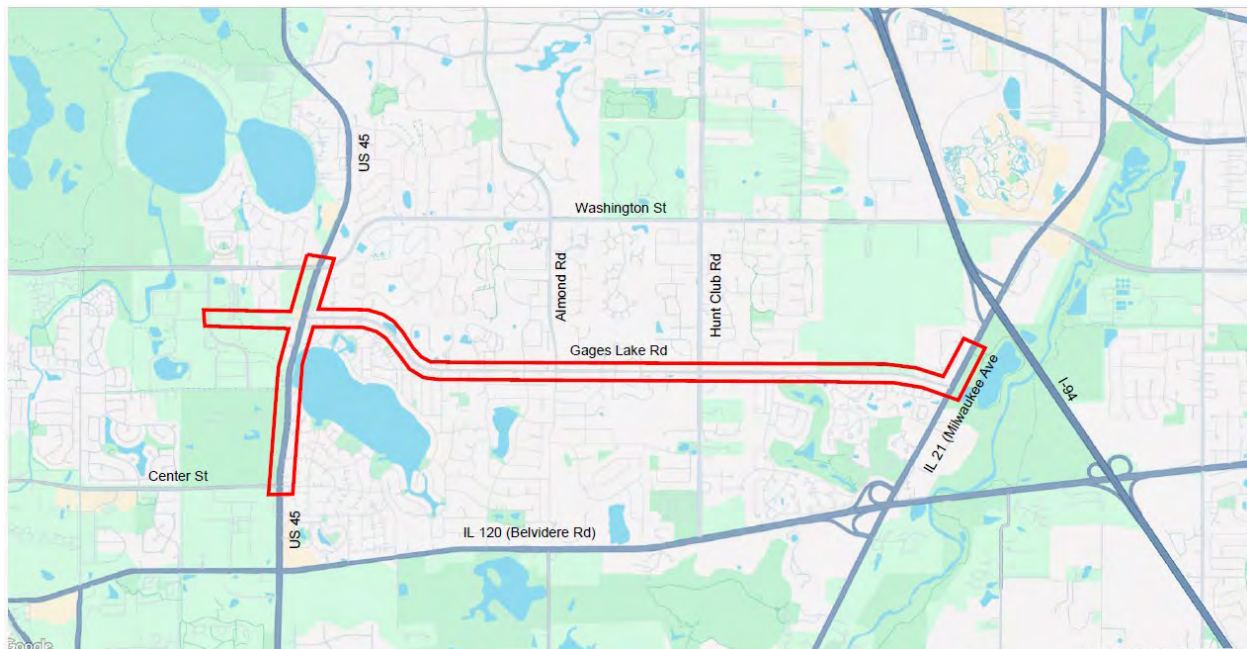 US 45
Washington St
Almond Rd
Hunt Club Rd
Gages Lake Rd
I-94
IL 21 (Milwaukee Ave
Center St
US 45
IL 120 (Belvidere Rd)
Google